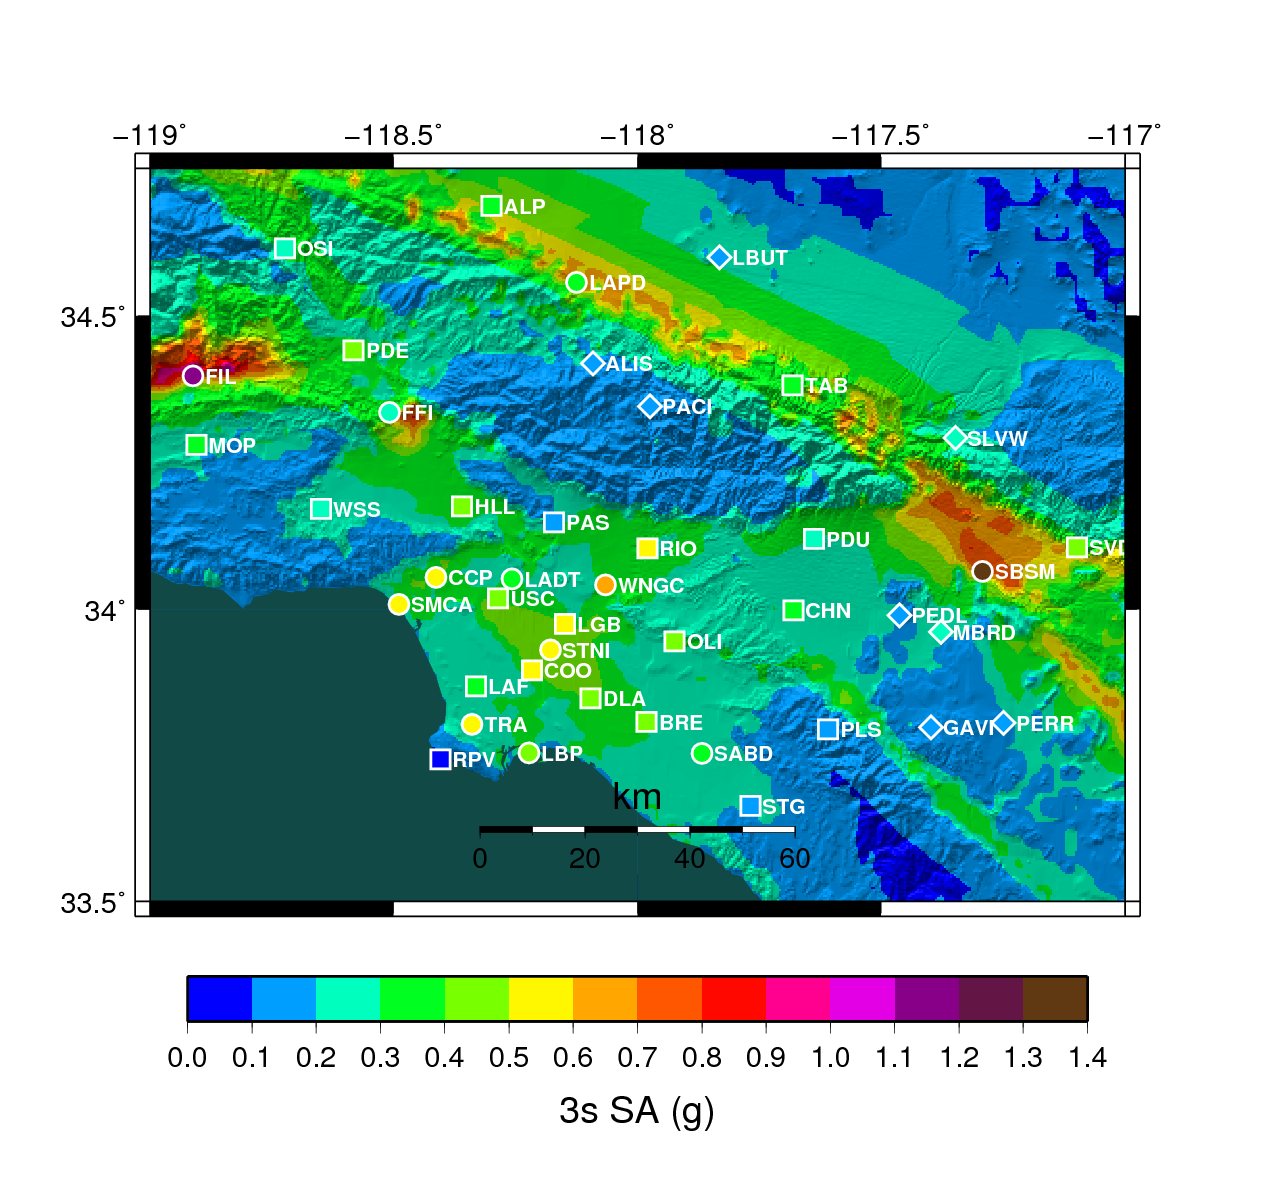 −119˚ −118.5˚ −118˚ −117.5˚ −117˚
ALP
OSI
LBUT
LAPD
34.5˚
PDE
ALIS
FIL
TAB
PACI
FFI
SLVW
MOP
HLL
WSS
PAS
PDU
RIO
SVD
SBSM
CCP
LADT
WNGC
USC
SMCA
34˚
CHN
PEDL
LGB
MBRD
OLI
STNI
COO
LAF
DLA
BRE
PERR
TRA
GAVI
PLS
LBP
SABD
RPV
km
STG
0 20 40 60
33.5˚
0.0 0.1 0.2 0.3 0.4 0.5 0.6 0.7 0.8 0.9 1.0 1.1 1.2 1.3 1.4
3s SA (g)